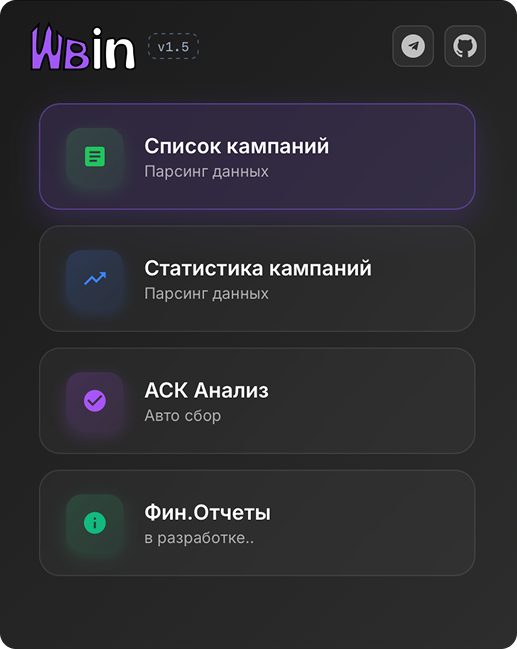 WBin
v1.5
Список кампаний
Парсинг данных
Статистика кампаний
Парсинг данных
АСК Анализ
Авто сбор
Фин.Отчеты
в разработке..